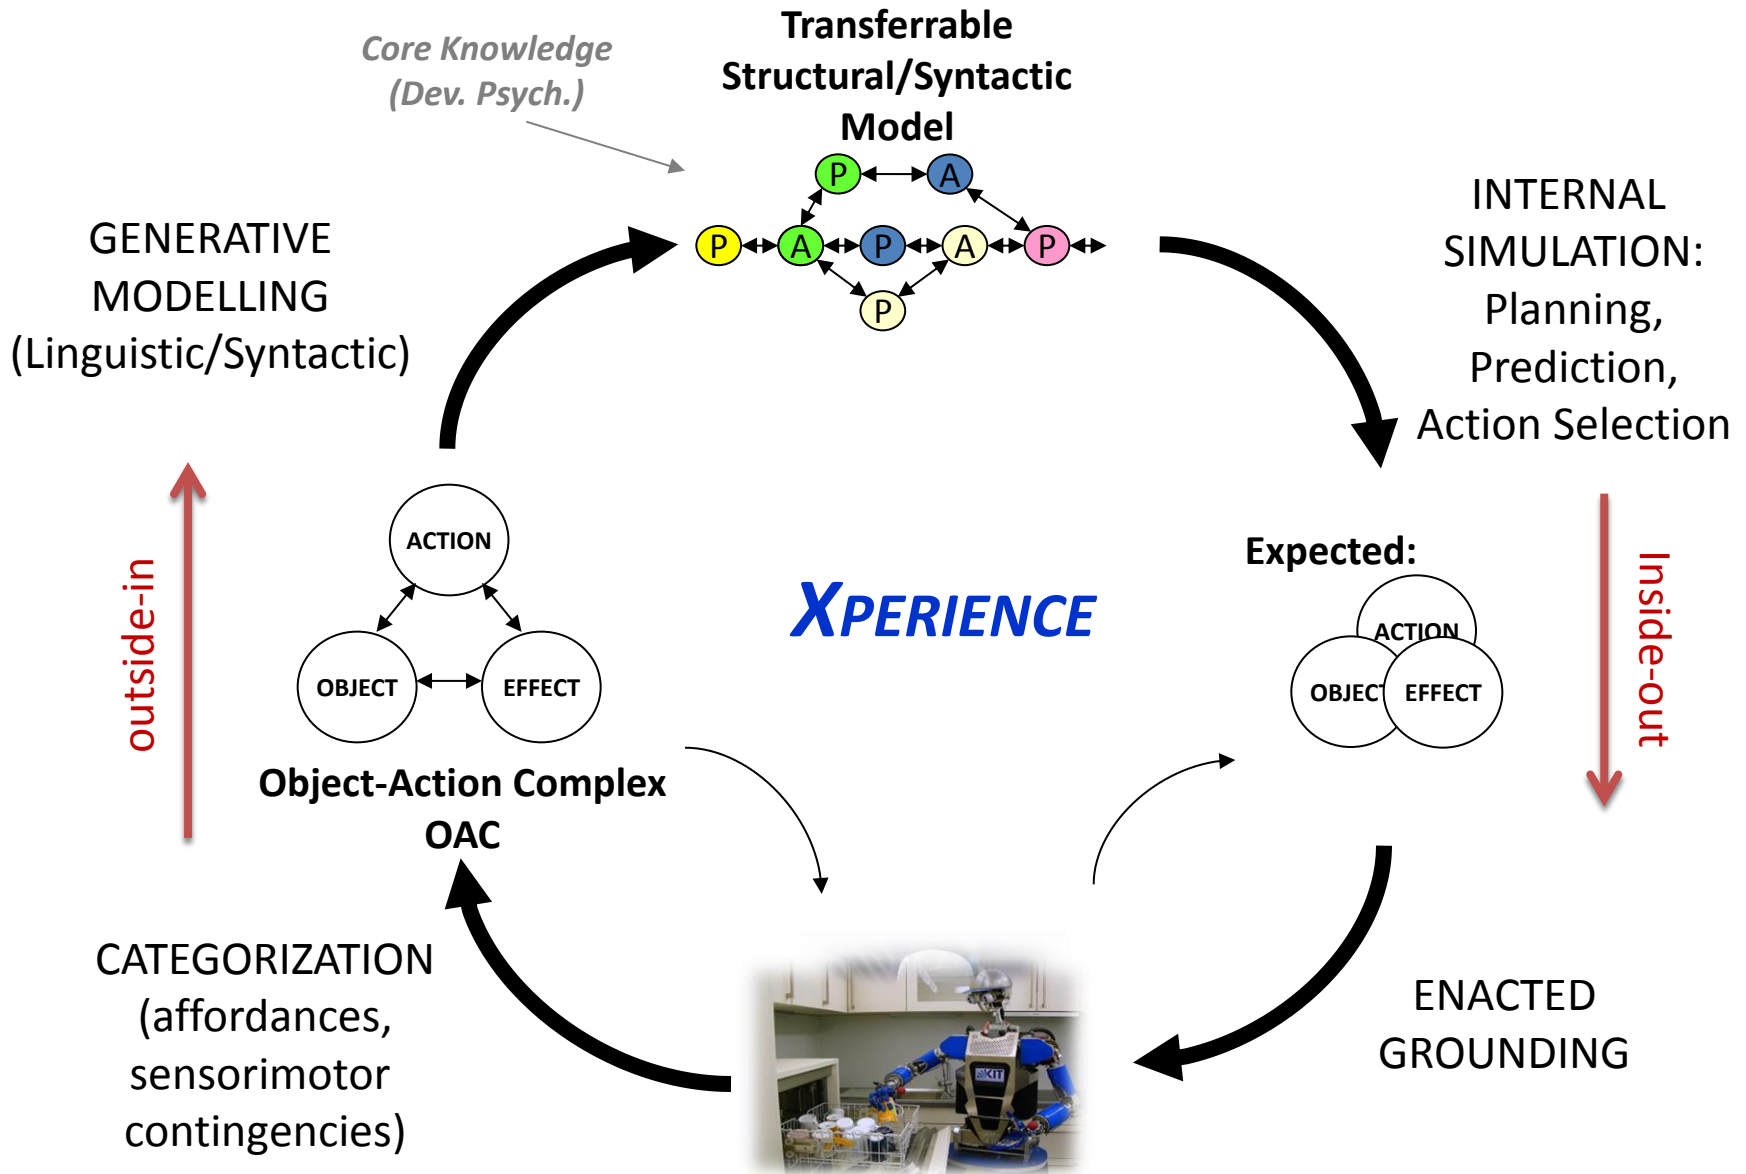 Core Knowledge
(Dev. Psych.)
Transferrable
Structural/Syntactic
Model
P
A
P
A
P
A
P
P
GENERATIVE
MODELLING
(Linguistic/Syntactic)
INTERNAL
SIMULATION:
Planning,
Prediction,
Action Selection
outside-in
ACTION
OBJECT
EFFECT
Object-Action Complex
OAC
XPERIENCE
Expected:
ACTION
OBJECT
EFFECT
Inside-out
CATEGORIZATION
(affordances,
sensorimotor
contingencies)
KIT
ENACTED
GROUNDING